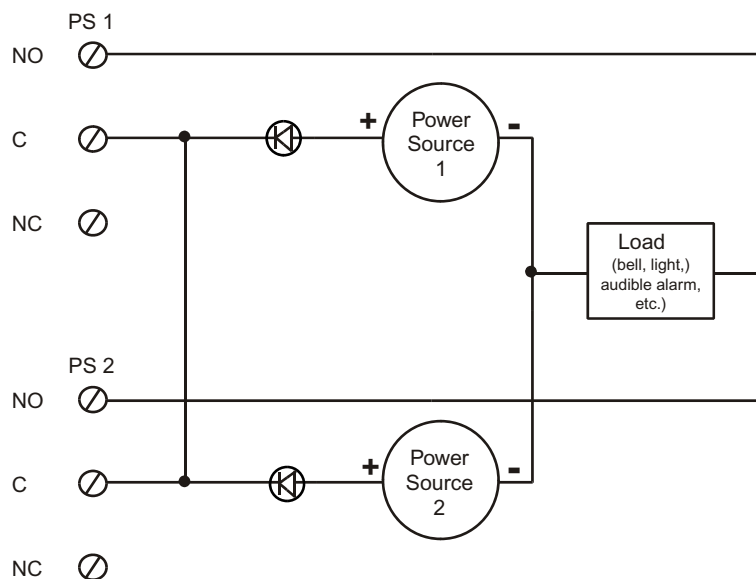 PS 1
NO
C
+
Power
Source
1
-
NC
Load
(bell, light,)
audible alarm,
etc.)
PS 2
NO
C
+
Power
Source
2
-
NC